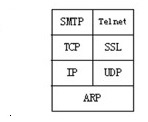 SMTP Telnet
TCP SSL
IP UDP
ARP